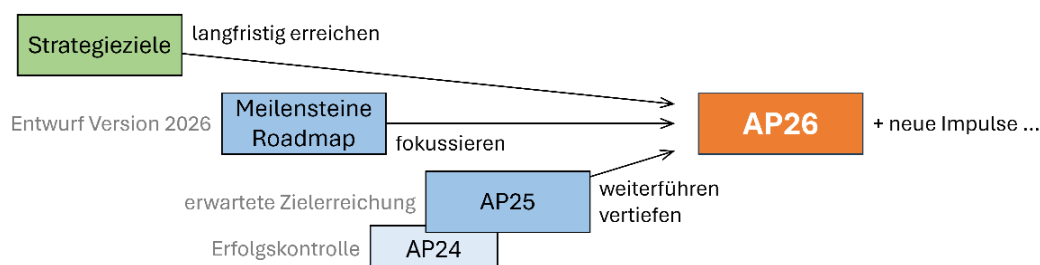 Strategieziele
langfristig erreichen
Entwurf Version 2026
Meilensteine
Roadmap
fokussieren
AP26
+ neue Impulse ...
erwartete Zielerreichung
AP25
weiterführen
vertiefen
Erfolgskontrolle
AP24